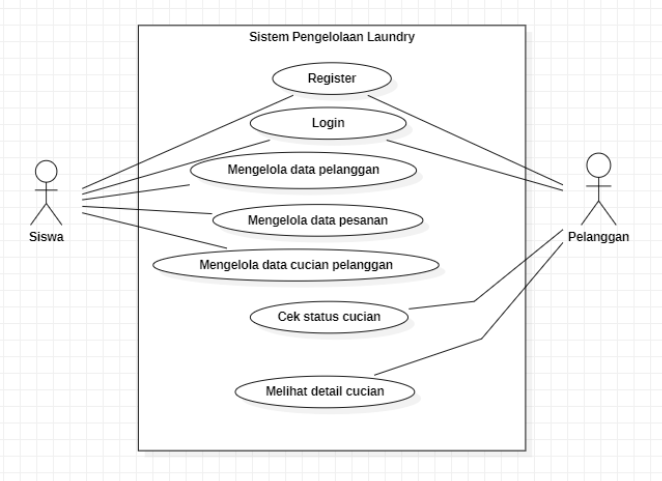 Sistem Pengelolaan Laundry
Register
Login
Mengelola data pelanggan
Mengelola data pesanan
Mengelola data cucian pelanggan
Cek status cucian
Melihat detail cucian
Siswa
Pelanggan